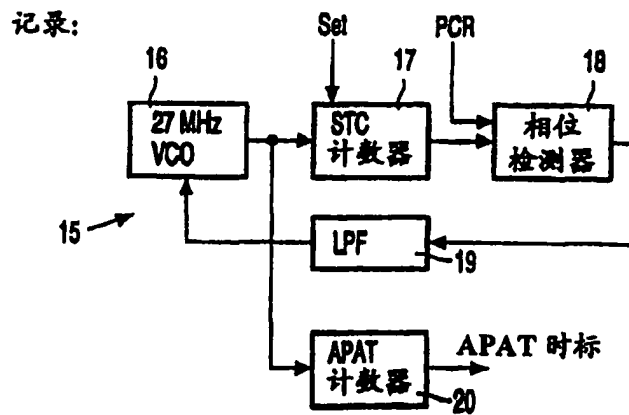 记录:
Set
PCR
16
17
18
27 MHz
VCO
STC
计数器
相位
检测器
15
LPF
19
APAT
计数器
20
APAT 时标